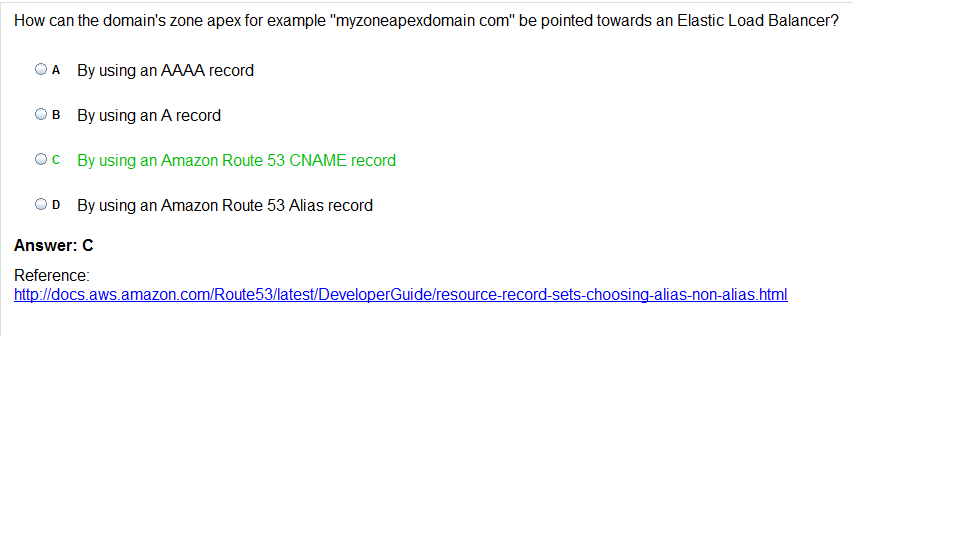 How can the domain's zone apex for example "myzoneapexdomain com" be pointed towards an Elastic Load Balancer?
A By using an AAAA record
B By using an A record
C By using an Amazon Route 53 CNAME record
D By using an Amazon Route 53 Alias record
Answer: C
Reference:
http://docs.aws.amazon.com/Route53/latest/DeveloperGuide/resource-record-sets-choosing-alias-non-alias.html